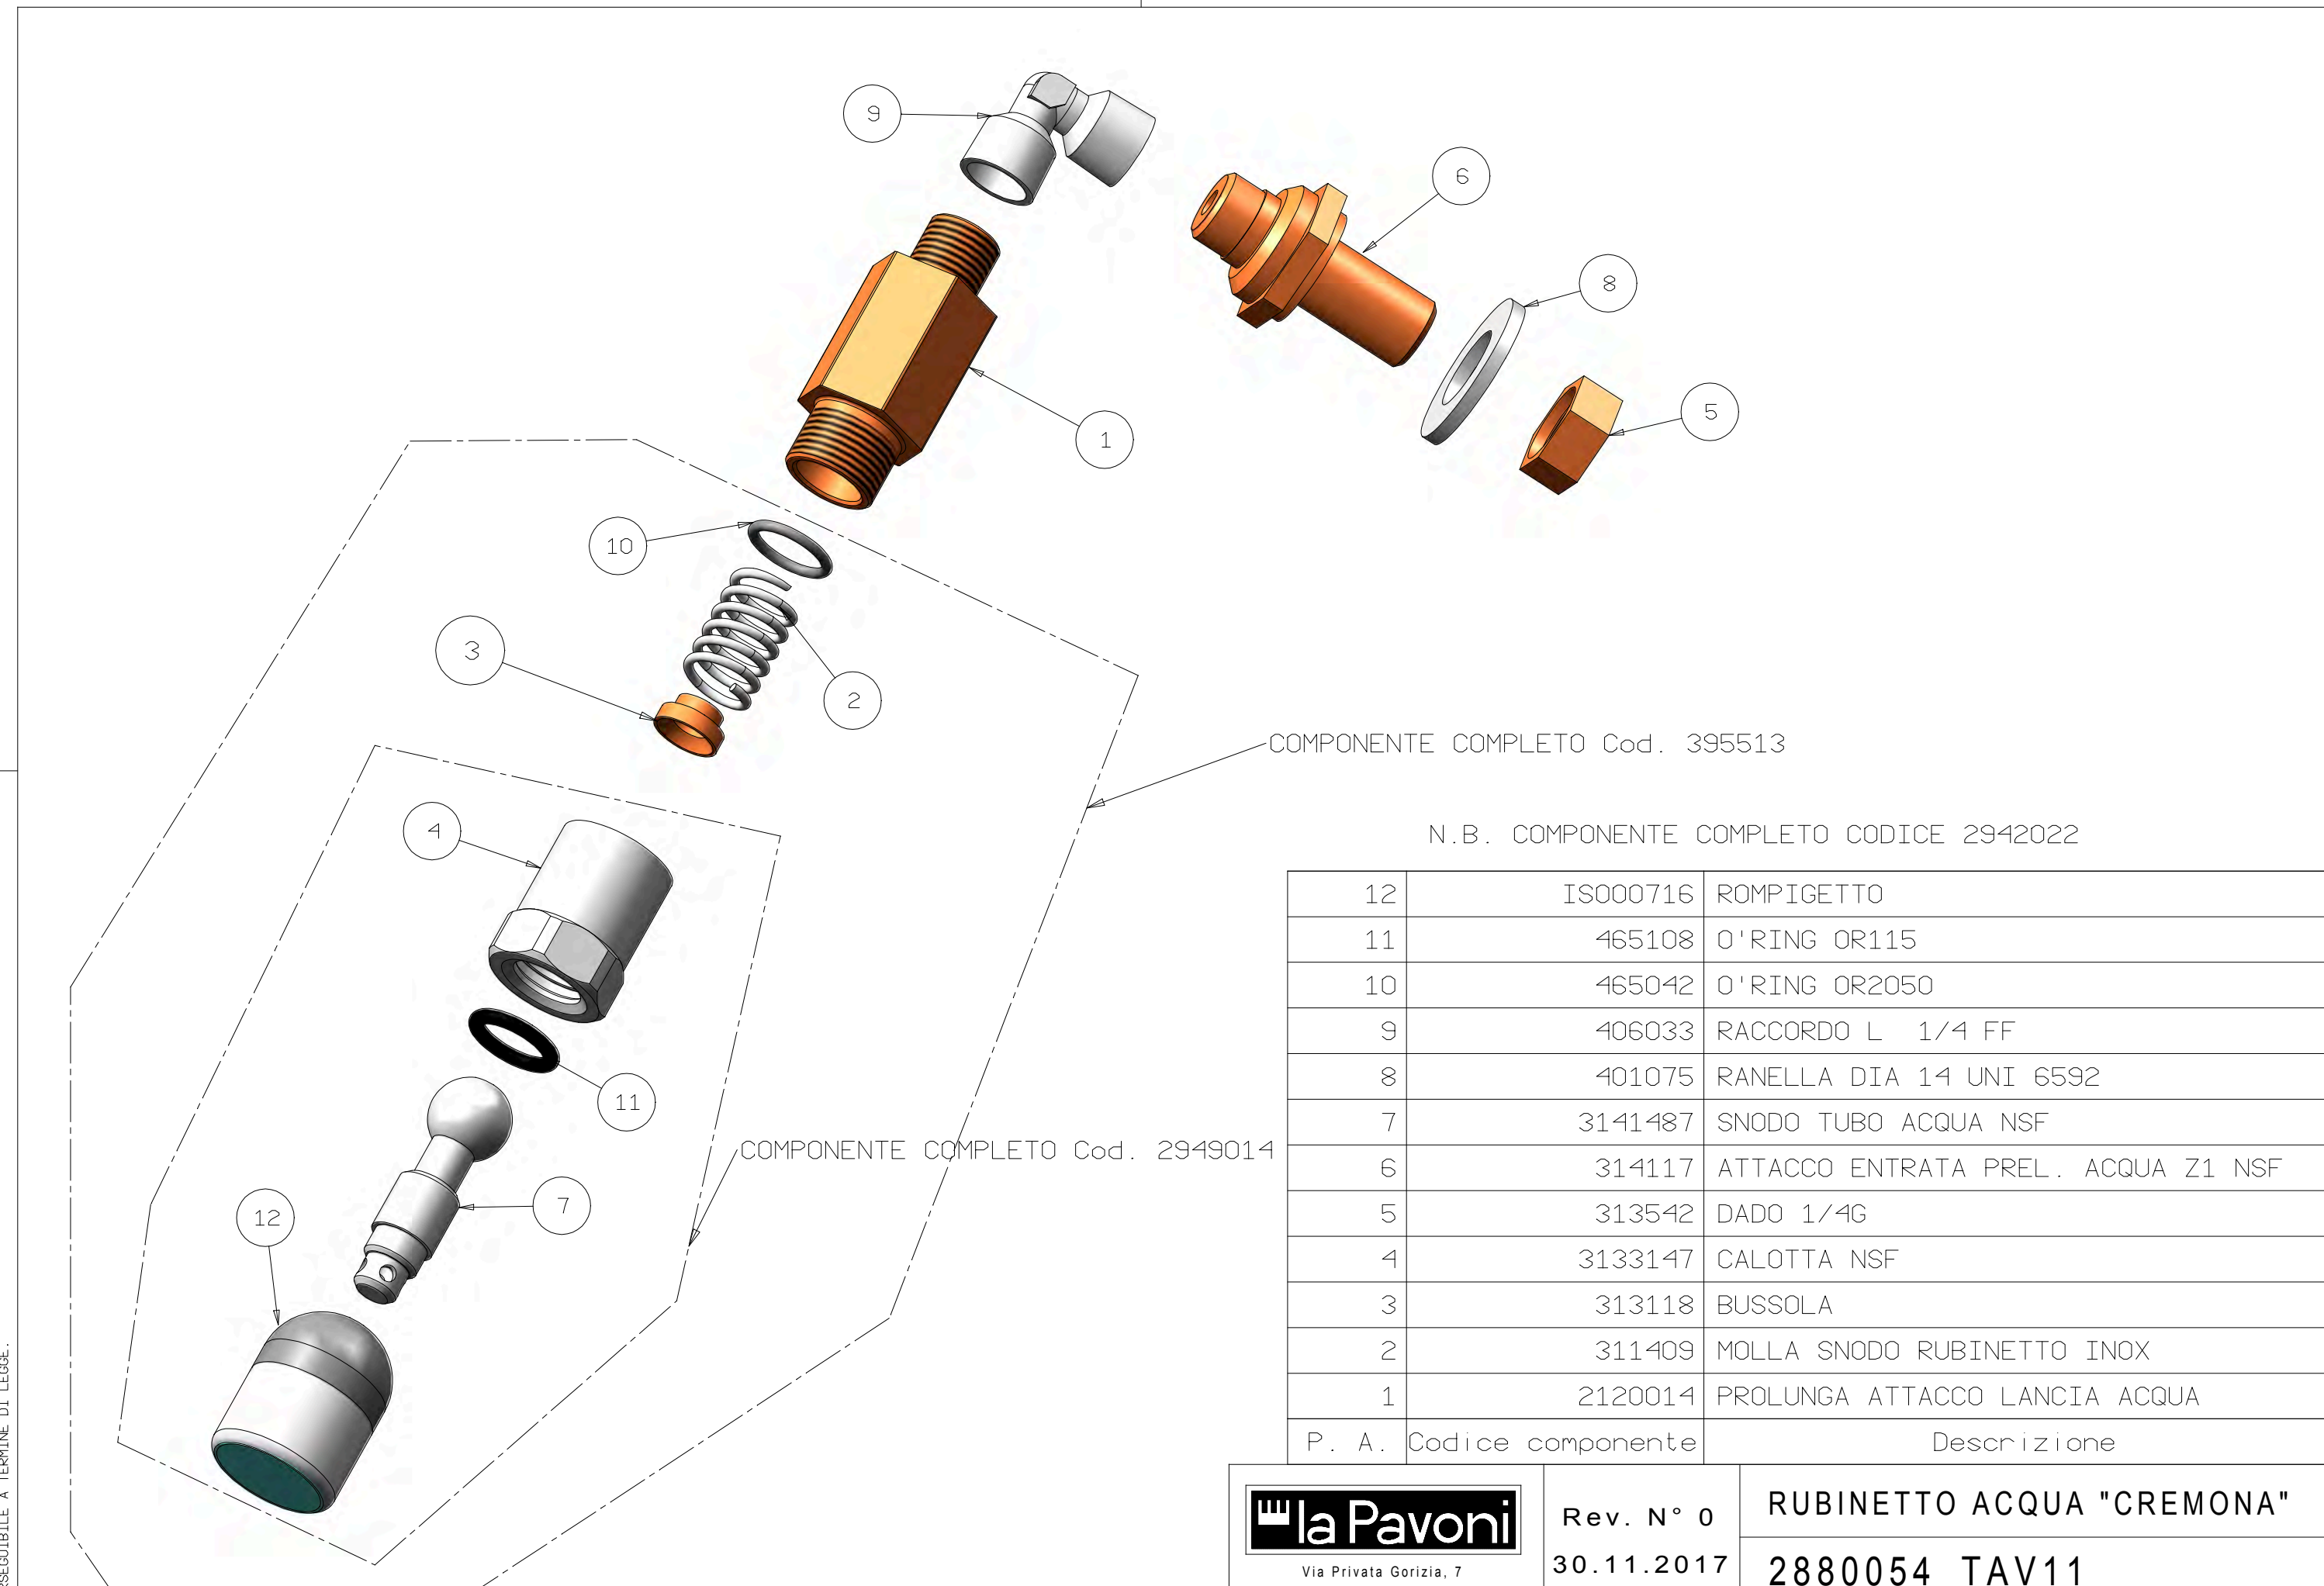 9
6
8
5
1
10
3
2
COMPONENTE COMPLETO Cod. 395513
4
N.B. COMPONENTE COMPLETO CODICE 2942022
11
COMPONENTE COMPLETO Cod. 2949014
7
12
12 IS000716 ROMPIGETTO
11 465108 O'RING OR115
10 465042 O'RING OR2050
9 406033 RACCORDO L 1/4 FF
8 401075 RANELLA DIA 14 UNI 6592
7 3141487 SNODO TUBO ACQUA NSF
6 314117 ATTACCO ENTRATA PREL. ACQUA Z1 NSF
5 313542 DADO 1/4G
4 3133147 CALOTTA NSF
3 313118 BUSSOLA
2 311409 MOLLA SNODO RUBINETTO INOX
1 2120014 PROLUNGA ATTACCO LANCIA ACQUA
P. A. Codice componente Descrizione
la Pavoni
Via Privata Gorizia, 7
Rev. N° 0
30.11.2017
RUBINETTO ACQUA "CREMONA"
2880054 TAV11
A TERMINE DI LEGGE.